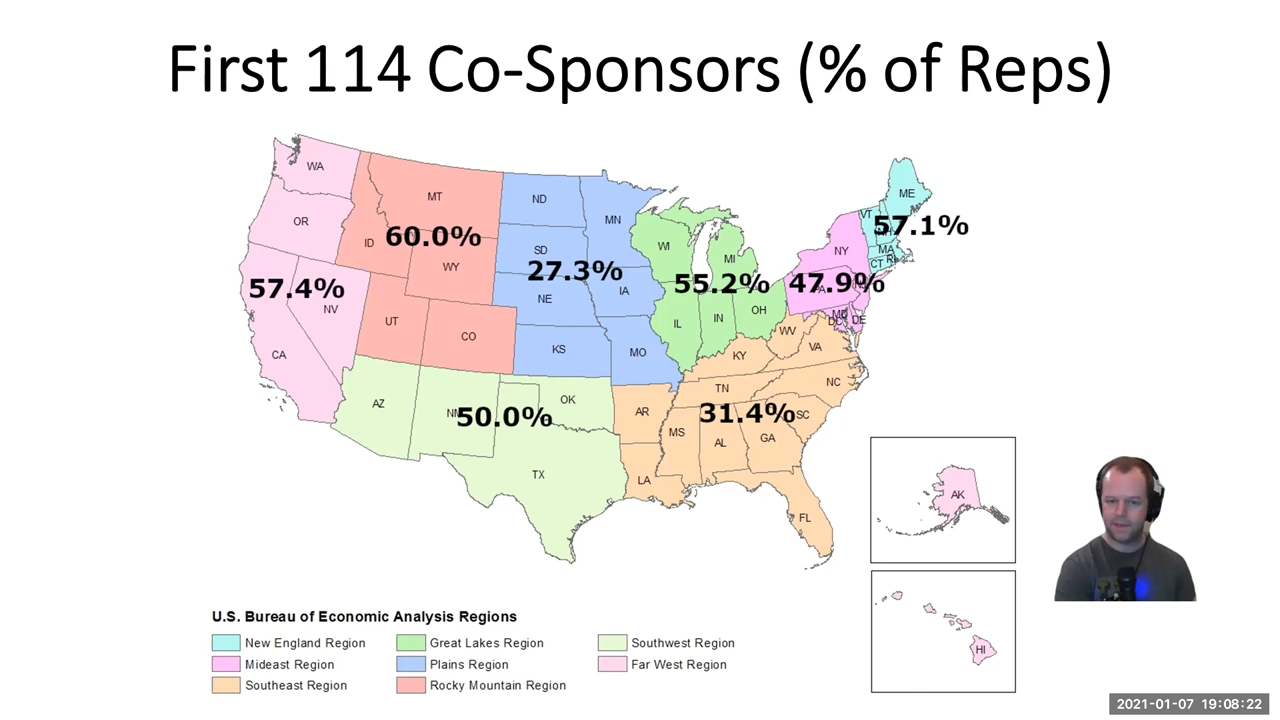 First 114 Co-Sponsors (% of Reps)
WA
ME
MT
ND
VT
MN
OR
57.1%
ID
60.0%
WI
NY
MA
SD
MI
CT
RI
WY
27.3%
57.4%
55.2%
47.9%
PA
NE
IA
NV
OH
MD
DE
DC
UT
IL
IN
WV
CO
VA
CA
KS
MO
KY
NC
TN
AZ
OK
NM
50.0%
AR
31.4%
SC
MS
AL
GA
TX
LA
AK
FL
U.S. Bureau of Economic Analysis Regions
New England Region
Great Lakes Region
Southwest Region
HI
Mideast Region
Plains Region
Far West Region
Southeast Region
Rocky Mountain Region
2021-01-07 19:08:22